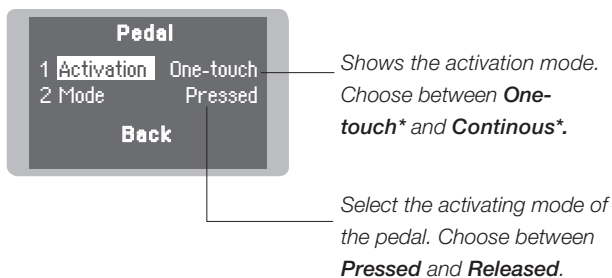 Pedal
1 Activation One-touch
2 Mode Pressed
Back
Shows the activation mode.
Choose between One-
touch* and Continous*.
Select the activating mode of
the pedal. Choose between
Pressed and Released.